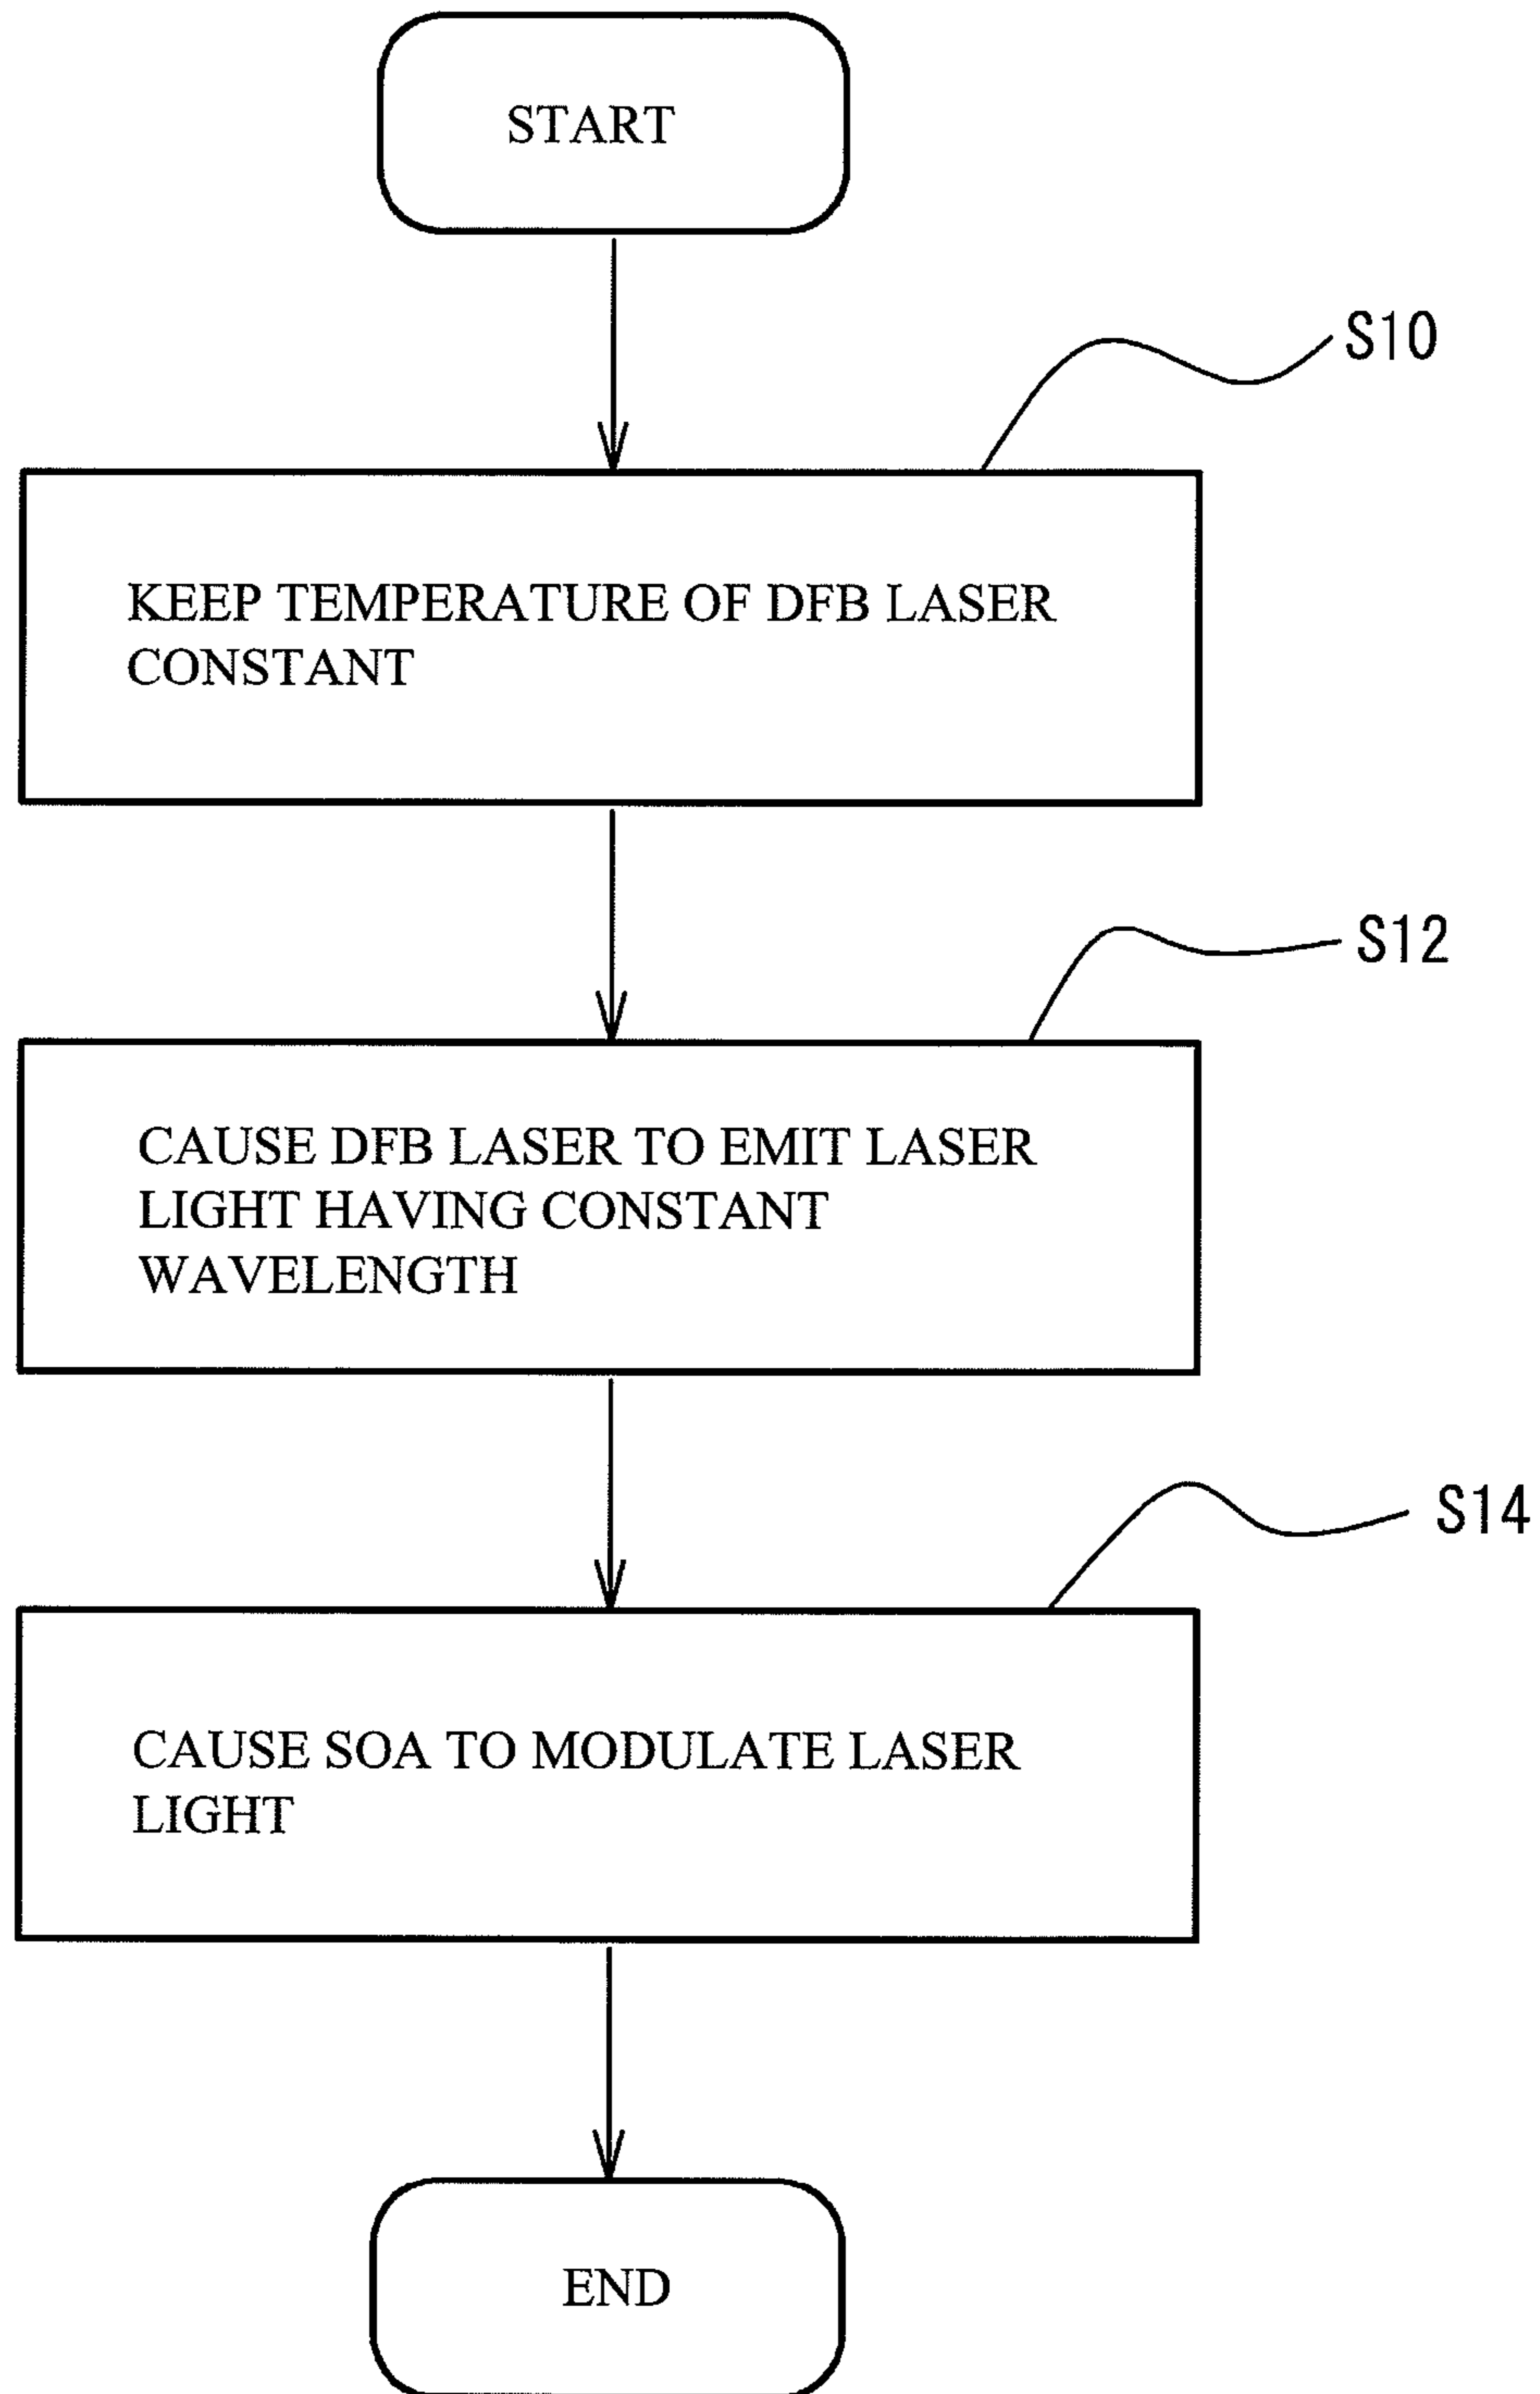 START
S10
KEEP TEMPERATURE OF DFB LASER
CONSTANT
S12
CAUSE DFB LASER TO EMIT LASER
LIGHT HAVING CONSTANT
WAVELENGTH
S14
CAUSE SOA TO MODULATE LASER
LIGHT
END